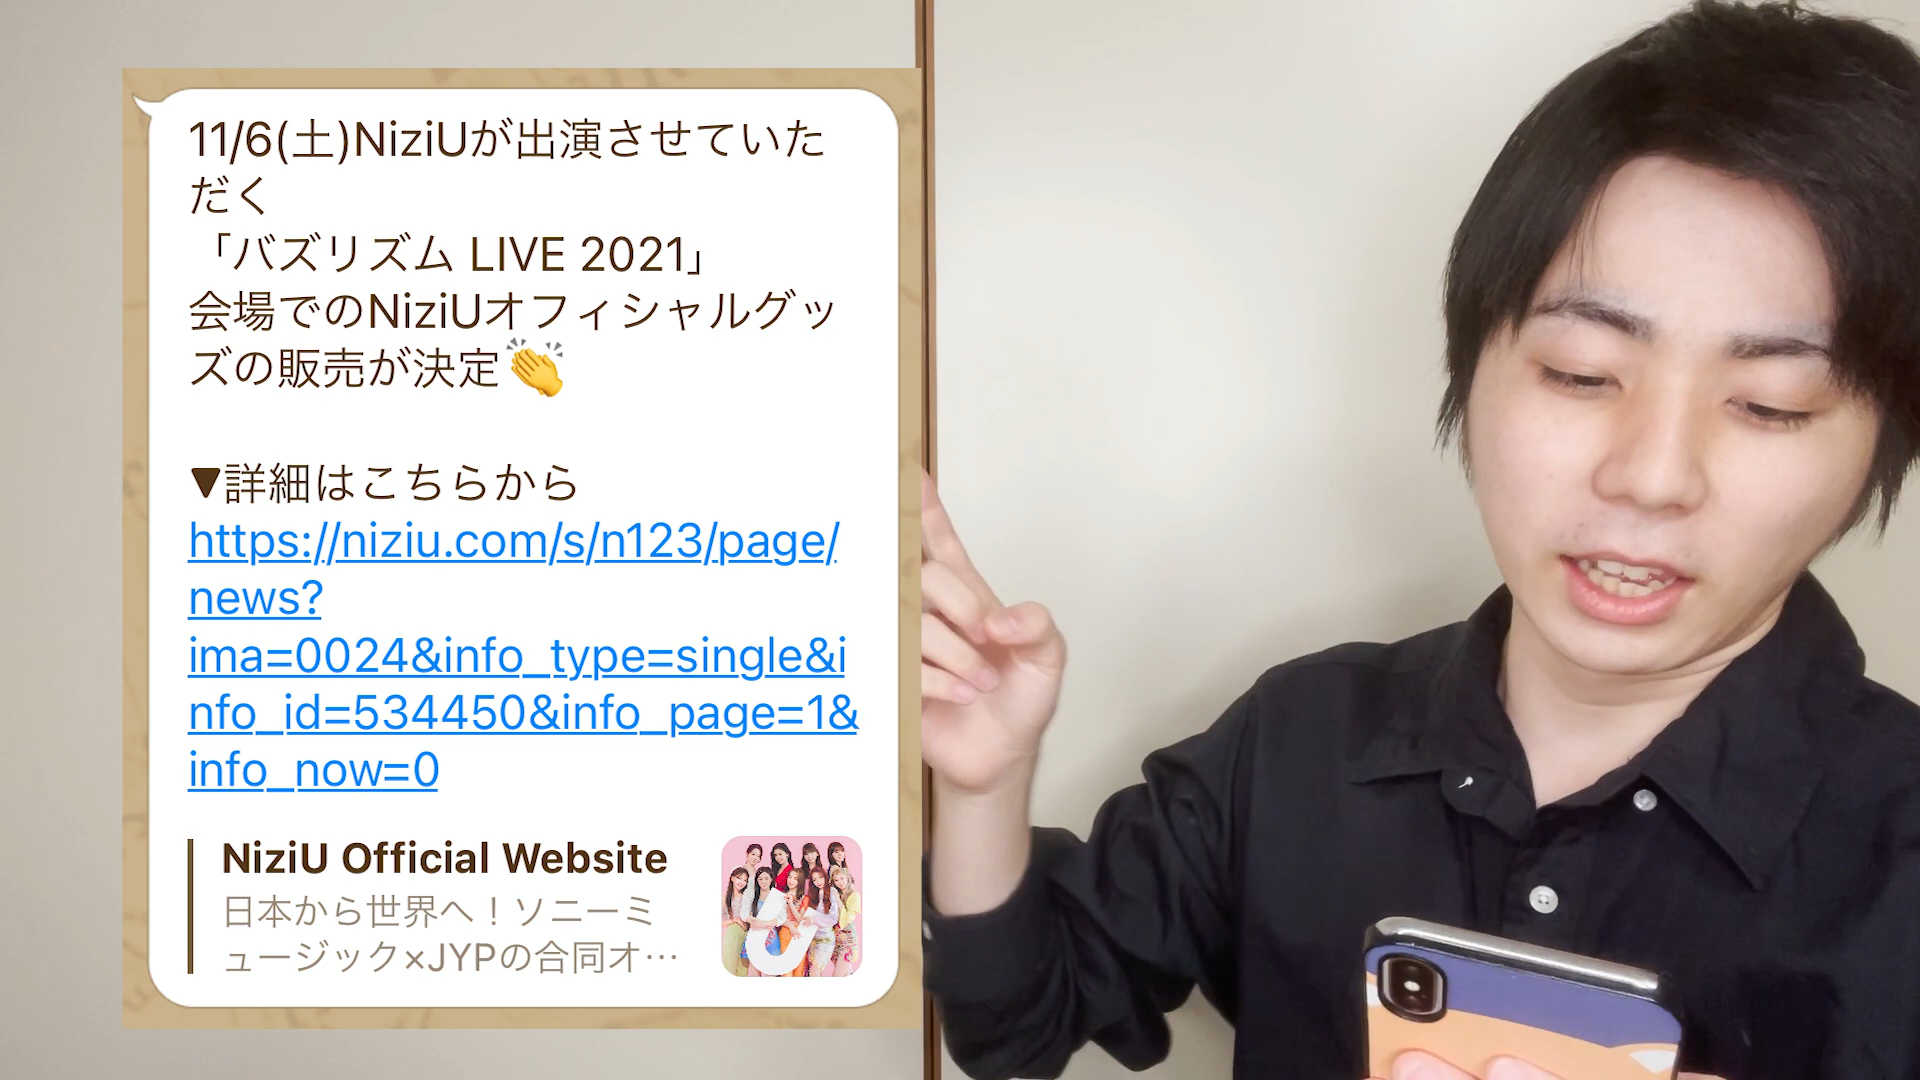 11/6(土)NiziUが出演させていた
だく
「バズリズム LIVE 2021」
会場でのNiziUオフィシャルグッ
ズの販売が決定👏
▼詳細はこちらから
https://niziu.com/s/n123/page/
news?
ima=0024&info_type=single&i
nfo_id=534450&info_page=1&
info_now=0
NiziU Official Website
日本から世界へ！ソニーミ
ュージック×JYPの合同オ…